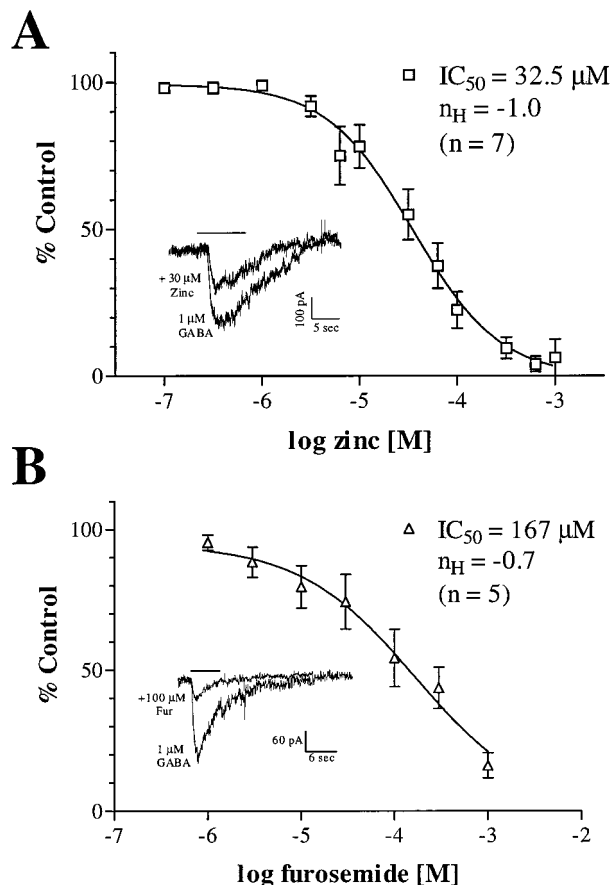 A
IC50 = 32.5 µM
nH = -1.0
(n = 7)
100
50
0
% Control
+ 30 µM
Zinc
1 µM
GABA
100 pA
5 sec
-7
-6
-5
-4
-3
log zinc [M]
B
IC50 = 167 µM
nH = -0.7
(n = 5)
100
50
0
% Control
+100 µM
Fur
1 µM
GABA
60 pA
6 sec
-7
-6
-5
-4
-3
-2
log furosemide [M]